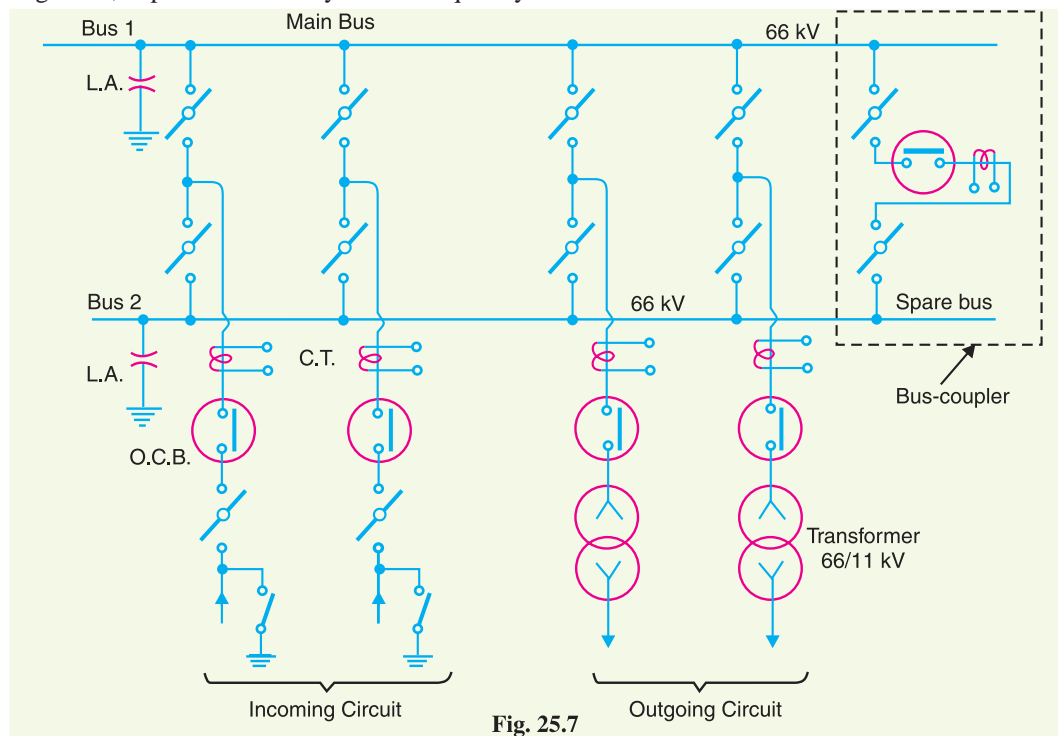 Bus 1
Main Bus
66 kV
L.A.
Bus 2
66 kV
Spare bus
L.A.
C.T.
Bus-coupler
O.C.B.
Transformer
66/11 kV
Incoming Circuit
Outgoing Circuit
Fig. 25.7